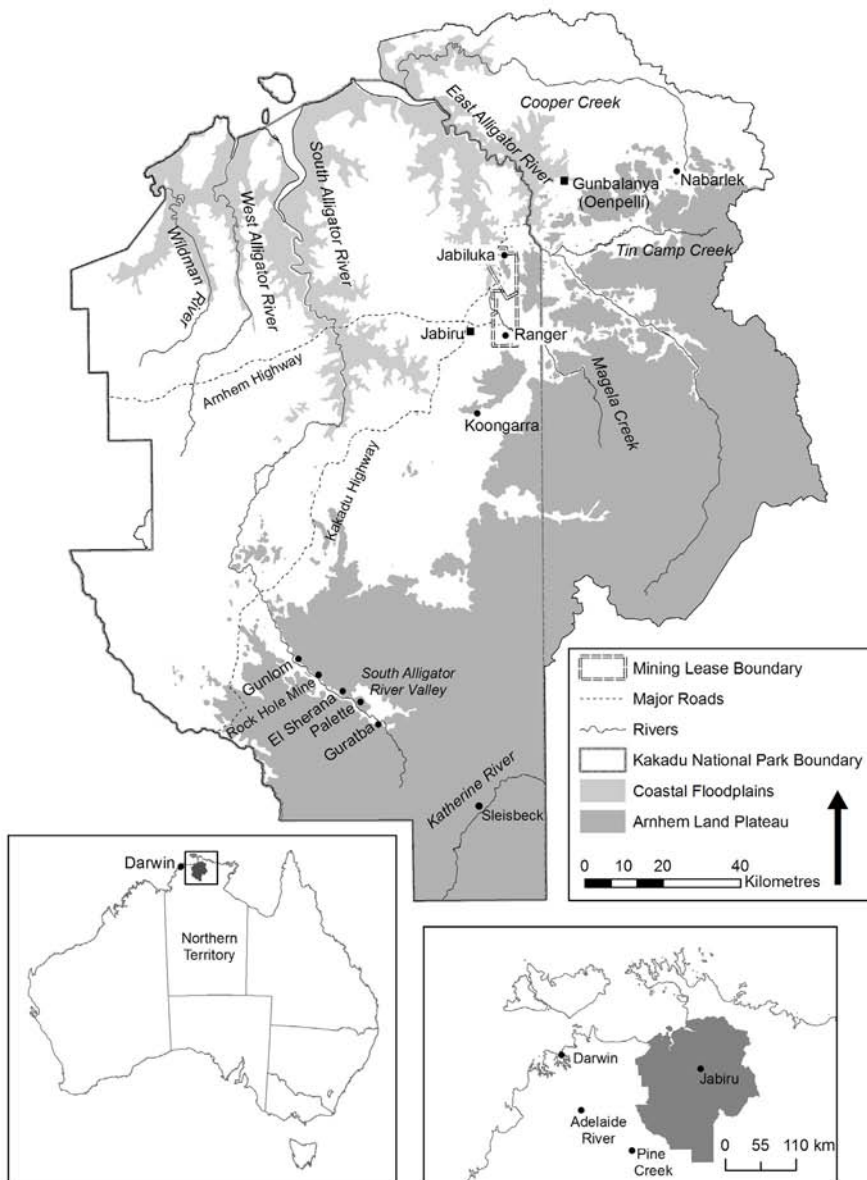 Cooper Creek
East Alligator River
South Alligator River
West Alligator River
Wildman River
Gunbalanya
(Oenpelli)
Nabarlek
Tin Camp Creek
Jabiluka
Jabiru
Ranger
Arnhem Highway
Magela Creek
Koongarra
Kakadu Highway
Gunlom
Rock Hole Mine
El Sherana
Palette
Guratba
South Alligator
River Valley
Katherine River
Sleisbeck
Mining Lease Boundary
Major Roads
Rivers
Kakadu National Park Boundary
Coastal Floodplains
Arnhem Land Plateau
0 10 20 40
Kilometres
Darwin
Northern
Territory
Darwin
Jabiru
Adelaide
River
Pine
Creek
0 55 110 km